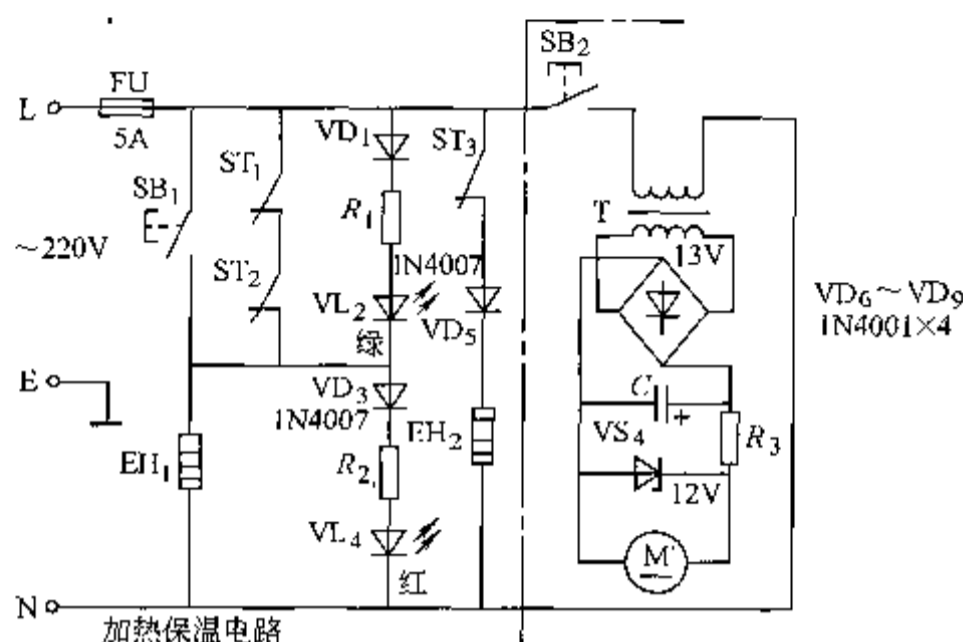 SB₂
FU
L
5A
VD₁
ST₃
ST₁
SB₁
R₁
T
~220V
1N4007
13V
ST₂
VL₂
VD₅
VD₆~VD₉
1N4001×4
绿
E
VD₃
C
1N4007
EH₂
+
VS₄
R₃
EH₁
R₂
12V
VL₄
M
红
N
加热保温电路